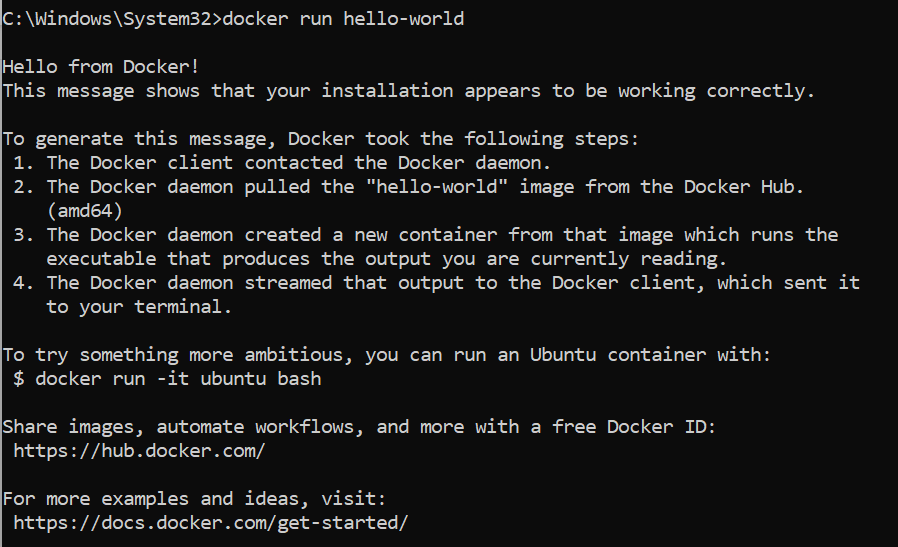 C:\Windows\System32>docker run hello-world
Hello from Docker!
This message shows that your installation appears to be working correctly.
To generate this message, Docker took the following steps:
1. The Docker client contacted the Docker daemon.
2. The Docker daemon pulled the "hello-world" image from the Docker Hub.
(amd64)
3. The Docker daemon created a new container from that image which runs the
executable that produces the output you are currently reading.
4. The Docker daemon streamed that output to the Docker client, which sent it
to your terminal.
To try something more ambitious, you can run an Ubuntu container with:
$ docker run -it ubuntu bash
Share images, automate workflows, and more with a free Docker ID:
https://hub.docker.com/
For more examples and ideas, visit:
https://docs.docker.com/get-started/